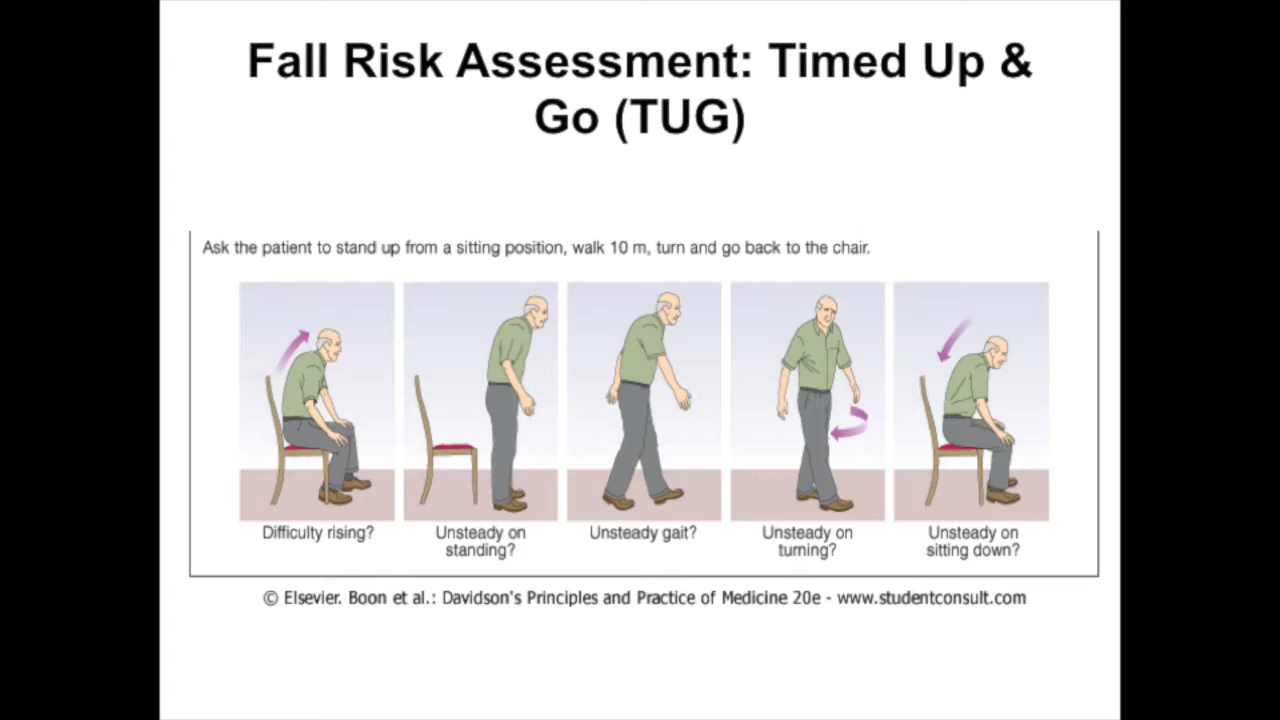 Fall Risk Assessment: Timed Up &
Go (TUG)
Ask the patient to stand up from a sitting position, walk 10 m, turn and go back to the chair.
Difficulty rising?
Unsteady on
standing?
Unsteady gait?
Unsteady on
turning?
Unsteady on
sitting down?
© Elsevier. Boon et al.: Davidson's Principles and Practice of Medicine 20e - www.studentconsult.com